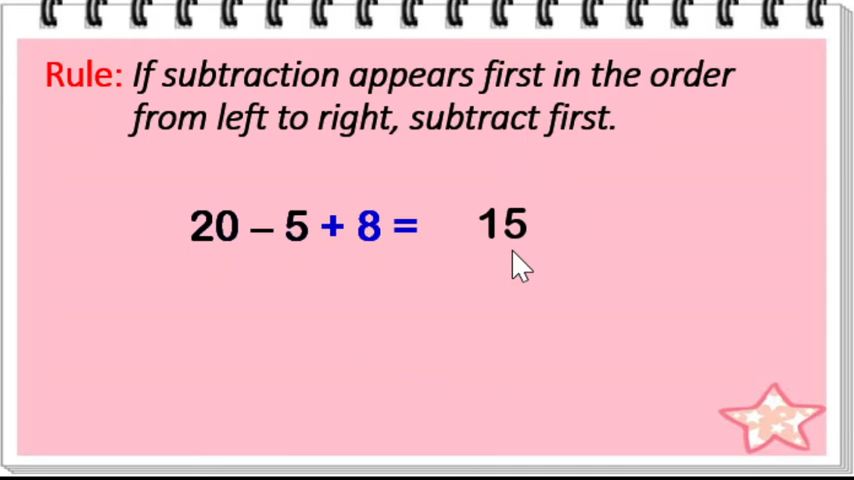 Rule: If subtraction appears first in the order
from left to right, subtract first.
20 – 5 + 8 = 15